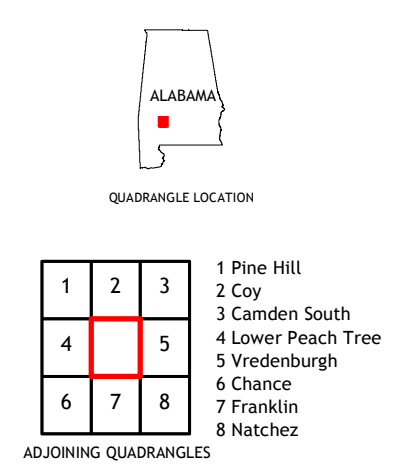 ALABAMA
QUADRANGLE LOCATION
1 2 3
4 5
6 7 8
1 Pine Hill
2 Coy
3 Camden South
4 Lower Peach Tree
5 Vredenburgh
6 Chance
7 Franklin
8 Natchez
ADJOINING QUADRANGLES